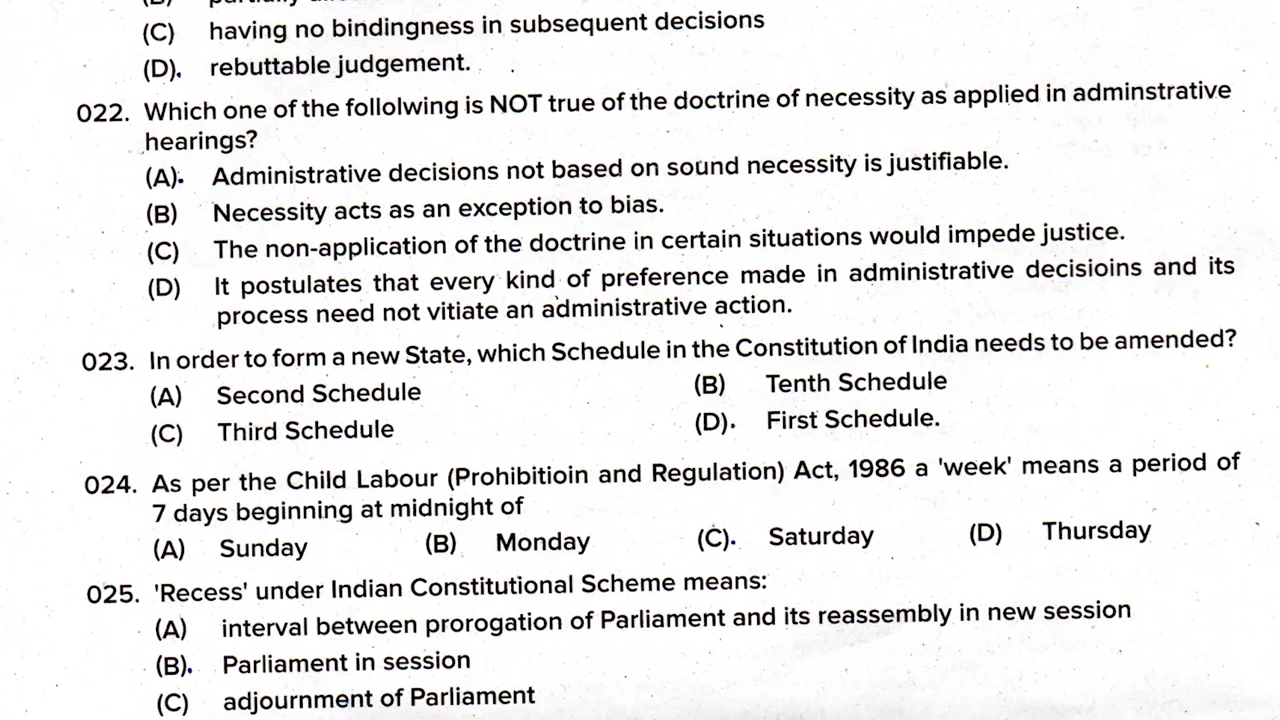 (C) having no bindingness in subsequent decisions
(D). rebuttable judgement.
022. Which one of the follolwing is NOT true of the doctrine of necessity as applied in adminstrative
hearings?
(A). Administrative decisions not based on sound necessity is justifiable.
(B) Necessity acts as an exception to bias.
(C) The non-application of the doctrine in certain situations would impede justice.
(D) It postulates that every kind of preference made in administrative decisioins and its
process need not vitiate an administrative action.
023. In order to form a new State, which Schedule in the Constitution of India needs to be amended?
(A) Second Schedule (B) Tenth Schedule
(C) Third Schedule (D). First Schedule.
024. As per the Child Labour (Prohibitioin and Regulation) Act, 1986 a 'week' means a period of
7 days beginning at midnight of
(A) Sunday (B) Monday (C). Saturday (D) Thursday
025. 'Recess' under Indian Constitutional Scheme means:
(A) interval between prorogation of Parliament and its reassembly in new session
(B). Parliament in session
(C) adjournment of Parliament